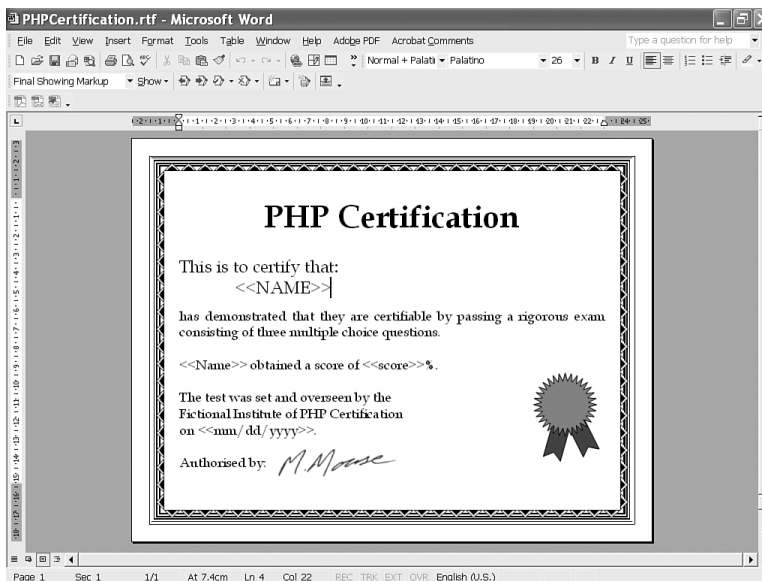 PHPCertification.rtf - Microsoft Word
File Edit View Insert Format Tools Table Window Help Adobe PDF Acrobat Comments Type a question for help
Normal + Palati Palatino 26 B I U
Final Showing Markup Show
PHP Certification
This is to certify that:
<<NAME>>
has demonstrated that they are certifiable by passing a rigorous exam
consisting of three multiple choice questions.
<<Name>> obtained a score of <<score>>%.
The test was set and overseen by the
Fictional Institute of PHP Certification
on <<mm/dd/yyyy>>.
Authorised by: M.Mouse
Page 1 Sec 1 1/1 At 7.4cm Ln 4 Col 22 REC TRK EXT OVR English (U.S.)